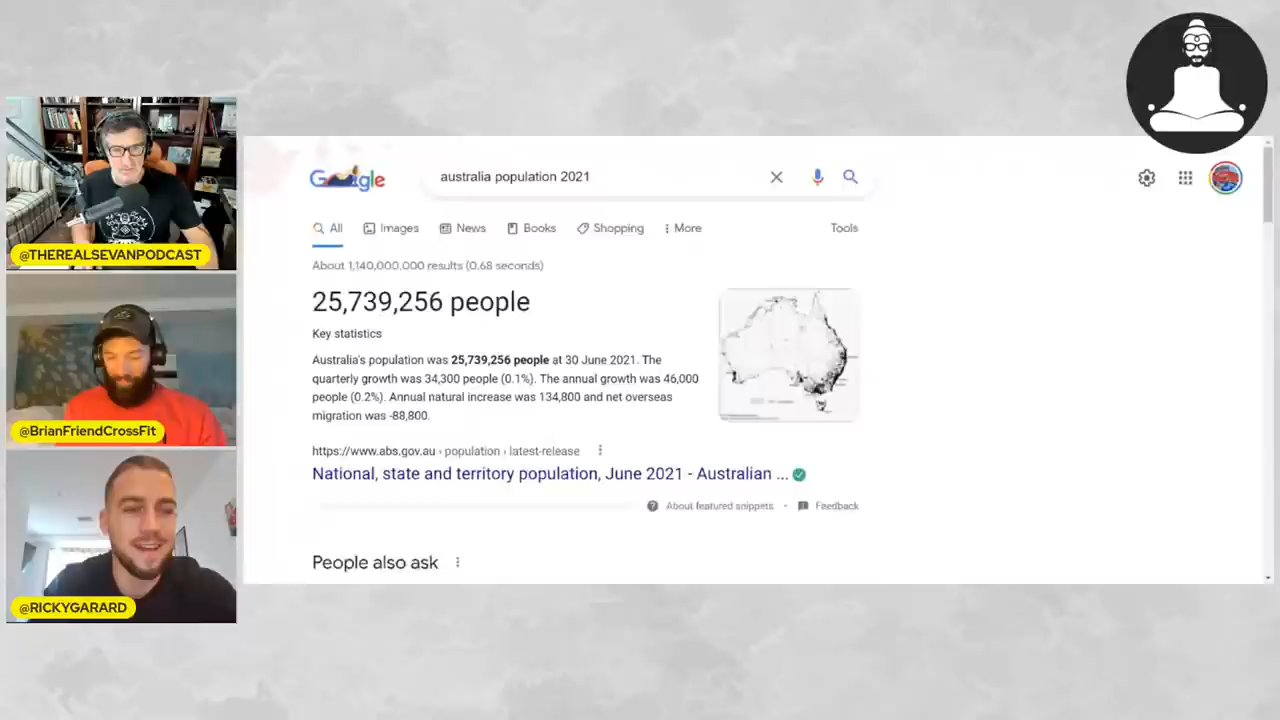 @THEREALSEVANPODCAST
@BrianFriendCrossFit
@RICKYGARARD
Google
australia population 2021
All
Images
News
Books
Shopping
More
Tools
About 1,140,000,000 results (0.68 seconds)
25,739,256 people
Key statistics
Australia's population was 25,739,256 people at 30 June 2021. The
quarterly growth was 34,300 people (0.1%). The annual growth was 46,000
people (0.2%). Annual natural increase was 134,800 and net overseas
migration was -88,800.
https://www.abs.gov.au › population › latest-release
National, state and territory population, June 2021 - Australian ...
About featured snippets
Feedback
People also ask